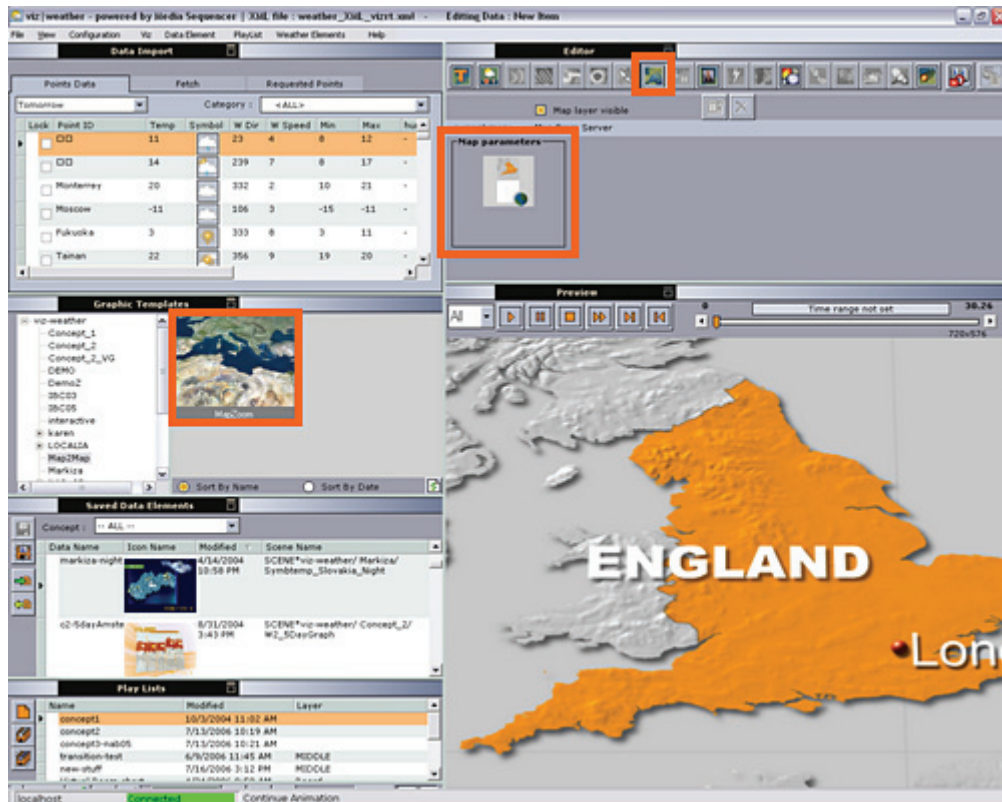 viz|weather - powered by Media Sequencer | XML file : weather_XML_vizrt.xml - Editing Data : New Item
File View Configuration Viz Data Element PlayList Weather Elements Help
Data Import
Points Data Fetch Requested Points
Tomorrow Category : <ALL>
Lock Point ID Temp Symbol W Dir W Speed Min Max hu
11 23 4 8 12 -
14 239 7 8 17 -
Monterrey 20 332 2 10 21 -
Moscow -11 106 3 -15 -11 -
Fukuoka 3 333 8 3 11 -
Tainan 22 356 9 19 20 -
Graphic Templates
viz-weather
Concept_1
Concept_2
Concept_2_VG
DEMO
Demo2
IBC03
IBC05
interactive
karen
LOCALIA
Map2Map
Markiza
MapZoom
Sort By Name Sort By Date
Saved Data Elements
Concept : -- ALL --
Data Name Icon Name Modified Scene Name
markiza-night 4/14/2004 10:58 PM SCENE*viz-weather/ Markiza/ Symbtemp_Slovakia_Night
c2-5dayAmste 8/31/2004 3:43 PM SCENE*viz-weather/ Concept_2/ W2_5DayGraph
Play Lists
Name Modified Layer
concept1 10/3/2004 11:02 AM
concept2 7/13/2006 10:19 AM
concept3-nab05 7/13/2006 10:21 AM
transition-test 6/9/2006 11:45 AM MIDDLE
new-stuff 7/16/2006 3:12 PM MIDDLE
localhost Connected Continue Animation
Editor
Map layer visible
Server
Map parameters
Preview
All 0 Time range not set 30.26
720x576
ENGLAND
Lon